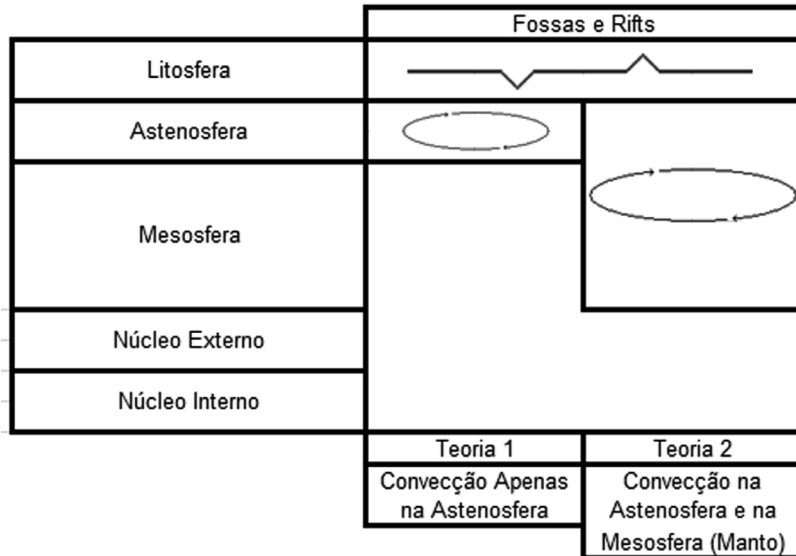 Fossas e Rifts
Litosfera
Astenosfera
Mesosfera
Núcleo Externo
Núcleo Interno
Teoria 1
Teoria 2
Convecção Apenas
na Astenosfera
Convecção na
Astenosfera e na
Mesosfera (Manto)